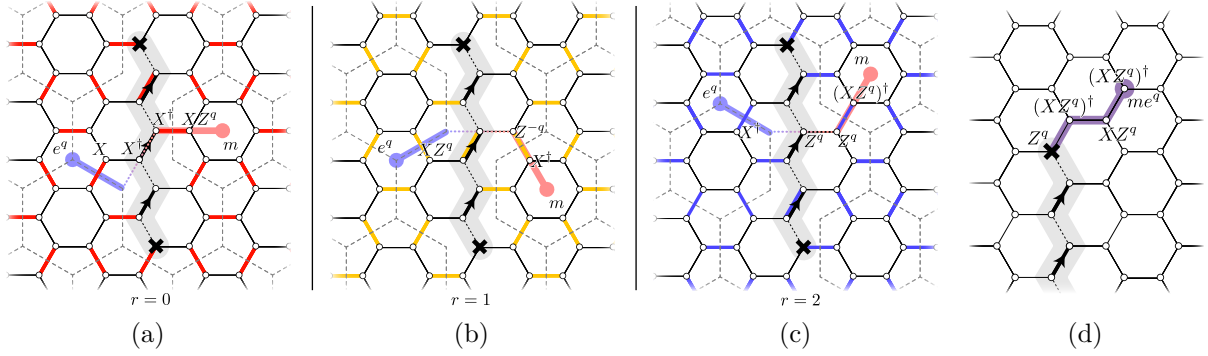 (XZ^q)^†
m
e^q
(XZ^q)^†
(XZ^q)^†
me^q
X^† XZ^q
Z^{-q}
X^† Z^q Z^q
Z^q XZ^q
m
e^q X X^†
e^q XZ^q X^†
m
r = 0
r = 1
r = 2
(a)
(b)
(c)
(d)